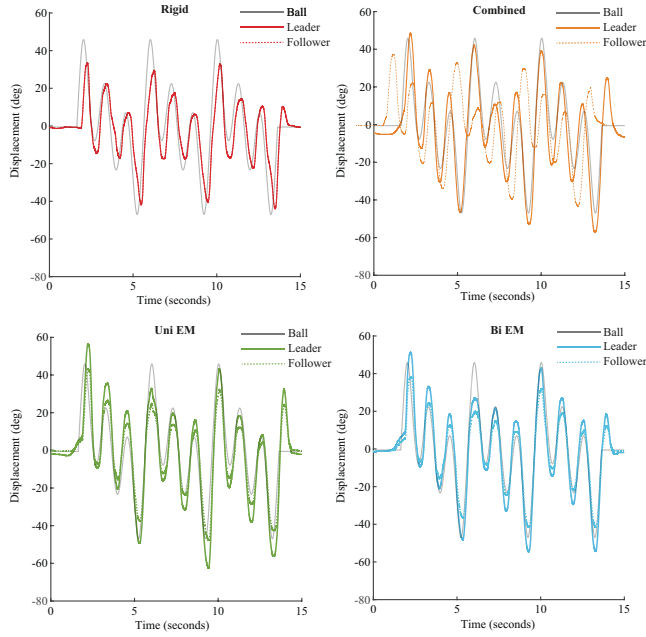 Rigid
Ball
Leader
Follower
60
40
20
0
-20
-40
-60
-80
Displacement (deg)
0
5
10
15
Time (seconds)
Combined
Ball
Leader
Follower
60
40
20
0
-20
-40
-60
-80
Displacement (deg)
0
5
10
15
Time (seconds)
Uni EM
Ball
Leader
Follower
60
40
20
0
-20
-40
-60
-80
Displacement (deg)
0
5
10
15
Time (seconds)
Bi EM
Ball
Leader
Follower
60
40
20
0
-20
-40
-60
-80
Displacement (deg)
0
5
10
15
Time (seconds)